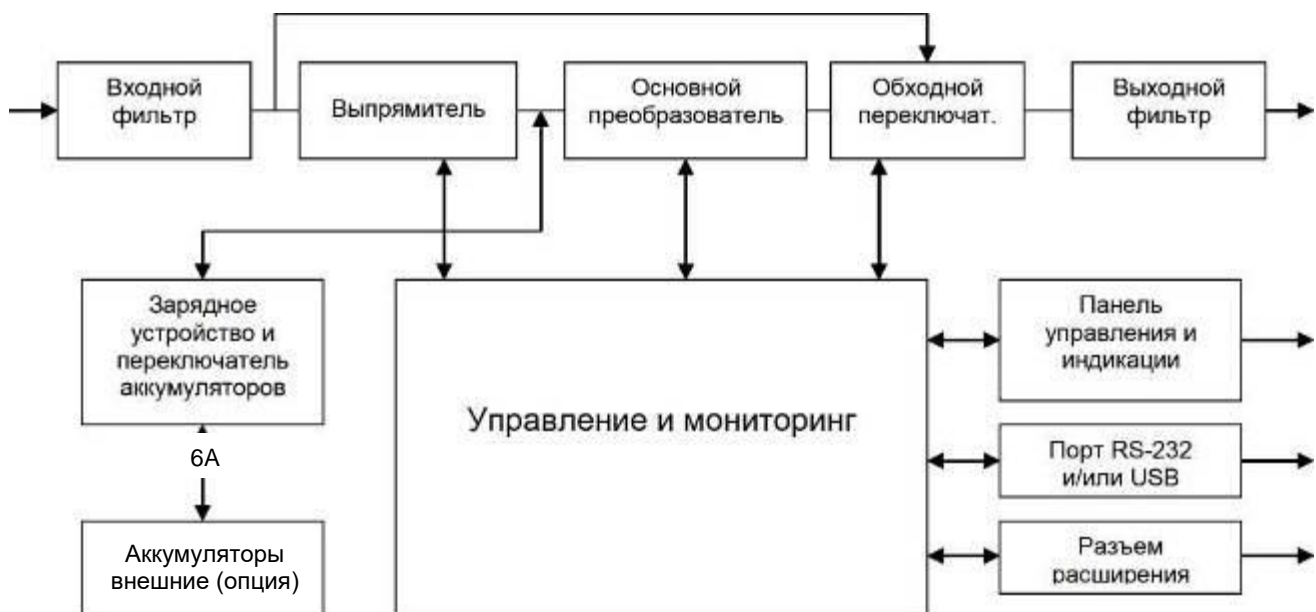 Входной
фильтр
Выпрямитель
Основной
преобразователь
Обходной
переключат.
Выходной
фильтр
Зарядное
устройство и
переключатель
аккумуляторов
6А
Аккумуляторы
внешние (опция)
Управление и мониторинг
Панель
управления и
индикации
Порт RS-232
и/или USB
Разъем
расширения